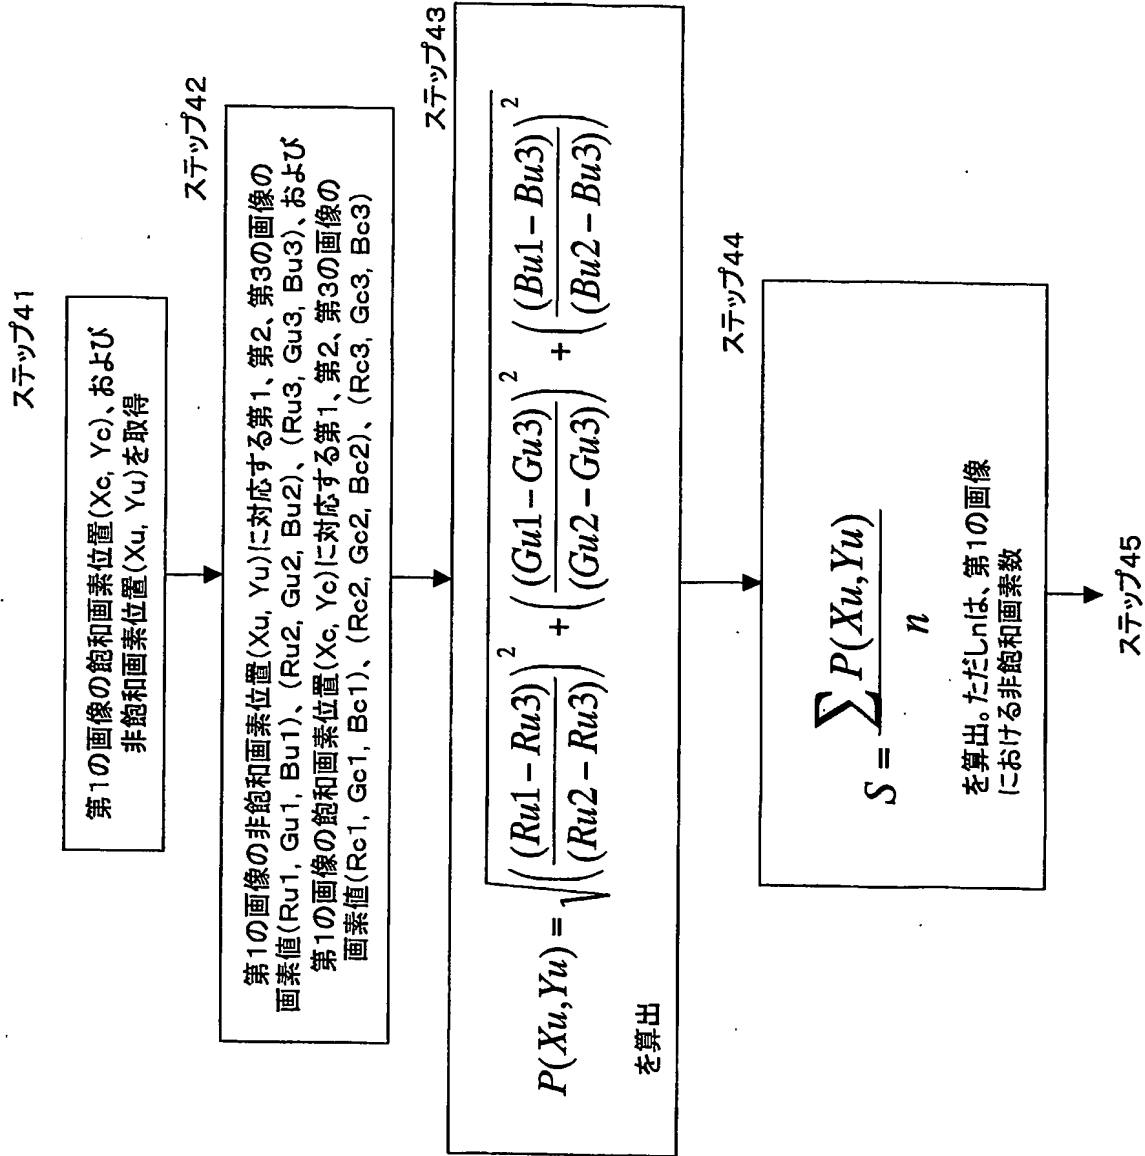 ステップ41
第1の画像の飽和画素位置(Xc, Yc)、および
非飽和画素位置(Xu, Yu)を取得
ステップ42
第1の画像の非飽和画素位置(Xu, Yu)に対応する第1、第2、第3の画像の
画素値(Ru1, Gu1, Bu1)、(Ru2, Gu2, Bu2)、(Ru3, Gu3, Bu3)、および
第1の画像の飽和画素位置(Xc, Yc)に対応する第1、第2、第3の画像の
画素値(Rc1, Gc1, Bc1)、(Rc2, Gc2, Bc2)、(Rc3, Gc3, Bc3)
ステップ43
P(Xu,Yu) = √(((Ru1-Ru3)/(Ru2-Ru3))² + ((Gu1-Gu3)/(Gu2-Gu3))² + ((Bu1-Bu3)/(Bu2-Bu3))²)
を算出
ステップ44
S = ∑P(Xu,Yu)/n
を算出。ただしnは、第1の画像
における非飽和画素数
ステップ45